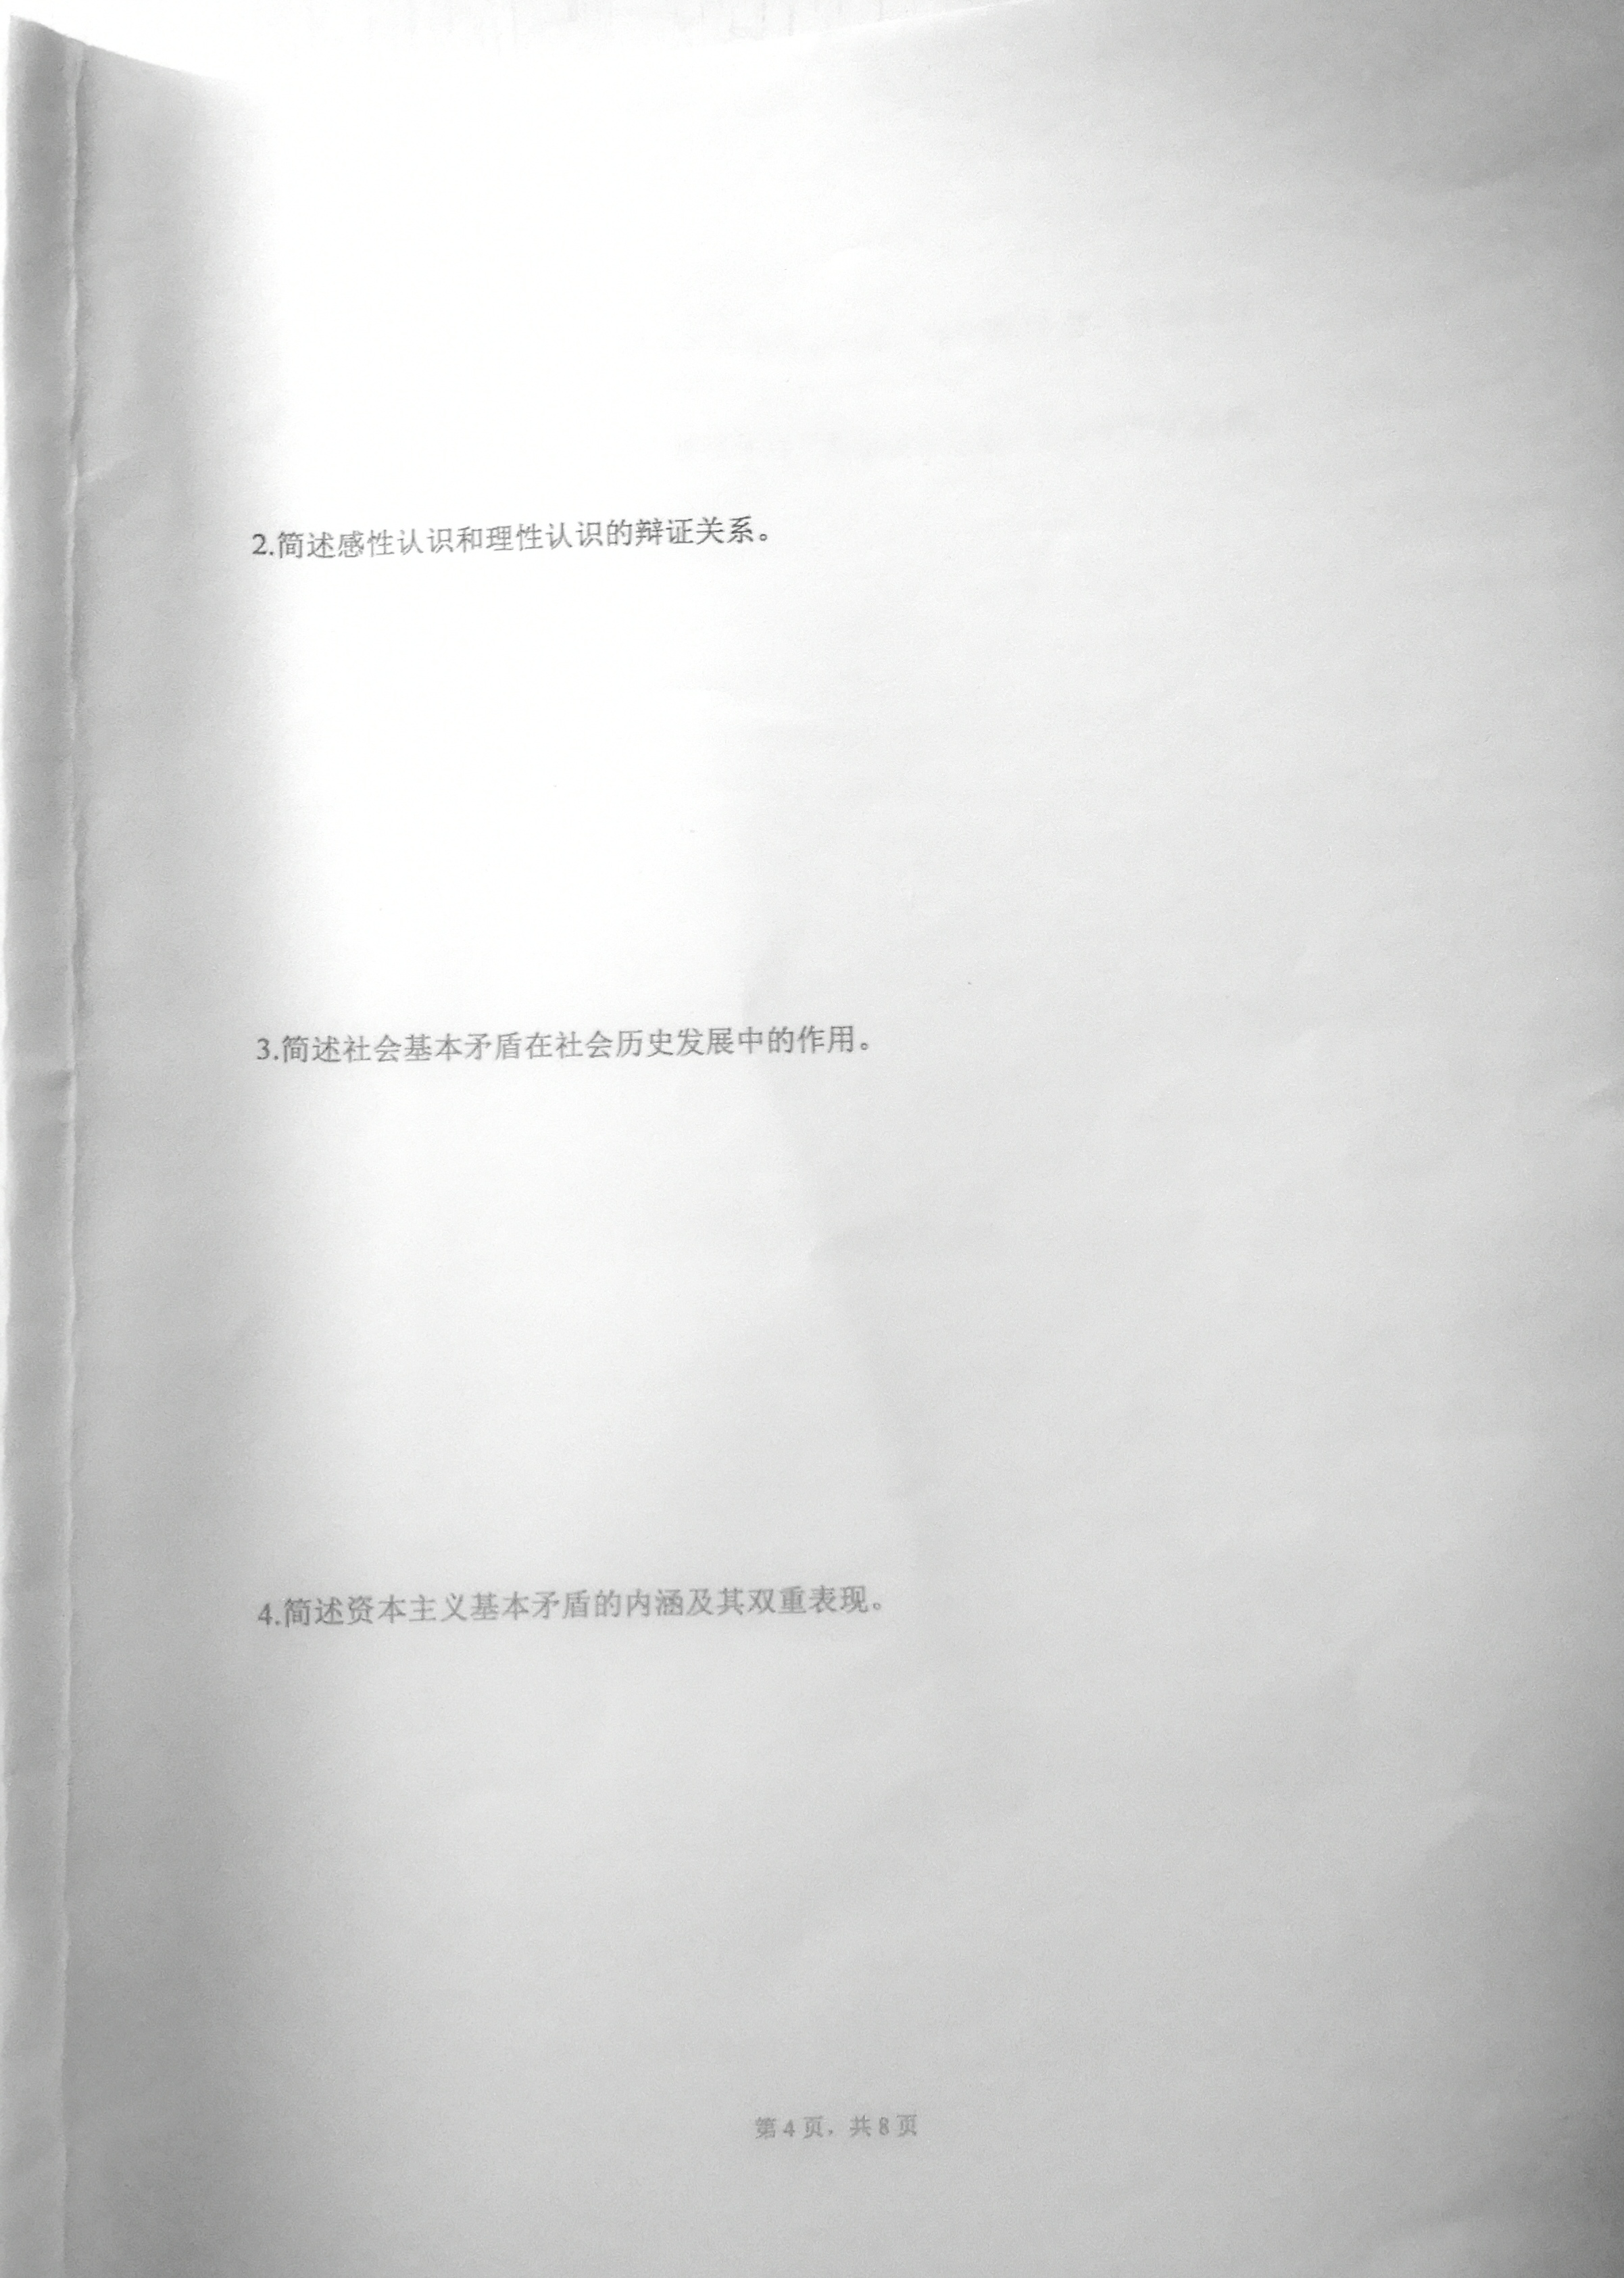 2.简述感性认识和理性认识的辩证关系。
3.简述社会基本矛盾在社会历史发展中的作用。
4.简述资本主义基本矛盾的内涵及其双重表现。
第 4 页，共 8 页